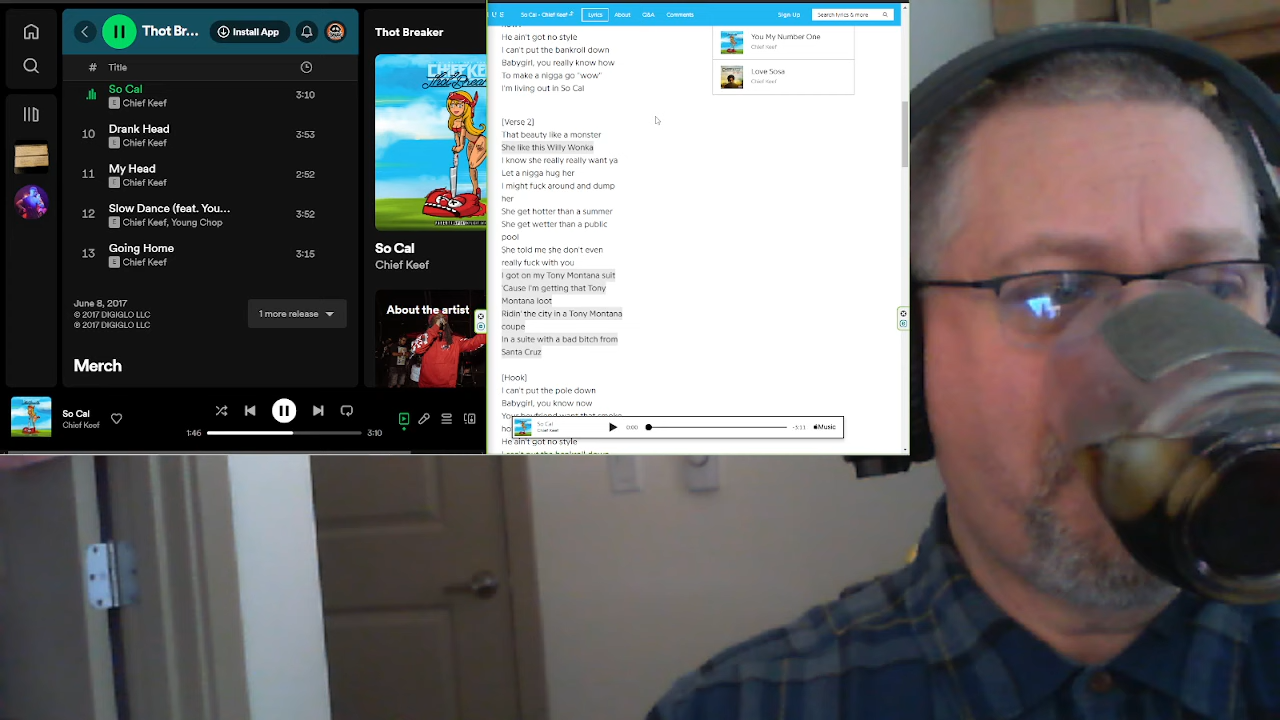 Thot Br...
Install App
# Title
So Cal
E Chief Keef
3:10
10
Drank Head
E Chief Keef
3:53
11
My Head
E Chief Keef
2:52
12
Slow Dance (feat. You...
E Chief Keef, Young Chop
3:52
13
Going Home
E Chief Keef
3:15
June 8, 2017
© 2017 DIGIGLO LLC
℗ 2017 DIGIGLO LLC
1 more release
Merch
Thot Breaker
So Cal
Chief Keef
About the artist
So Cal
Chief Keef
1:46
3:10
So Cal - Chief Keef
Lyrics
About
Q&A
Comments
Sign Up
Search lyrics & more
He ain't got no style
I can't put the bankroll down
Babygirl, you really know how
To make a nigga go "wow"
I'm living out in So Cal
[Verse 2]
That beauty like a monster
She like this Willy Wonka
I know she really really want ya
Let a nigga hug her
I might fuck around and dump
her
She get hotter than a summer
She get wetter than a public
pool
She told me she don't even
really fuck with you
I got on my Tony Montana suit
'Cause I'm getting that Tony
Montana loot
Ridin' the city in a Tony Montana
coupe
In a suite with a bad bitch from
Santa Cruz
[Hook]
I can't put the pole down
Babygirl, you know now
Your boyfriend want that smoke
He ain't got no style
You My Number One
Chief Keef
Love Sosa
Chief Keef
So Cal
Chief Keef
0:00
-3:11
Music